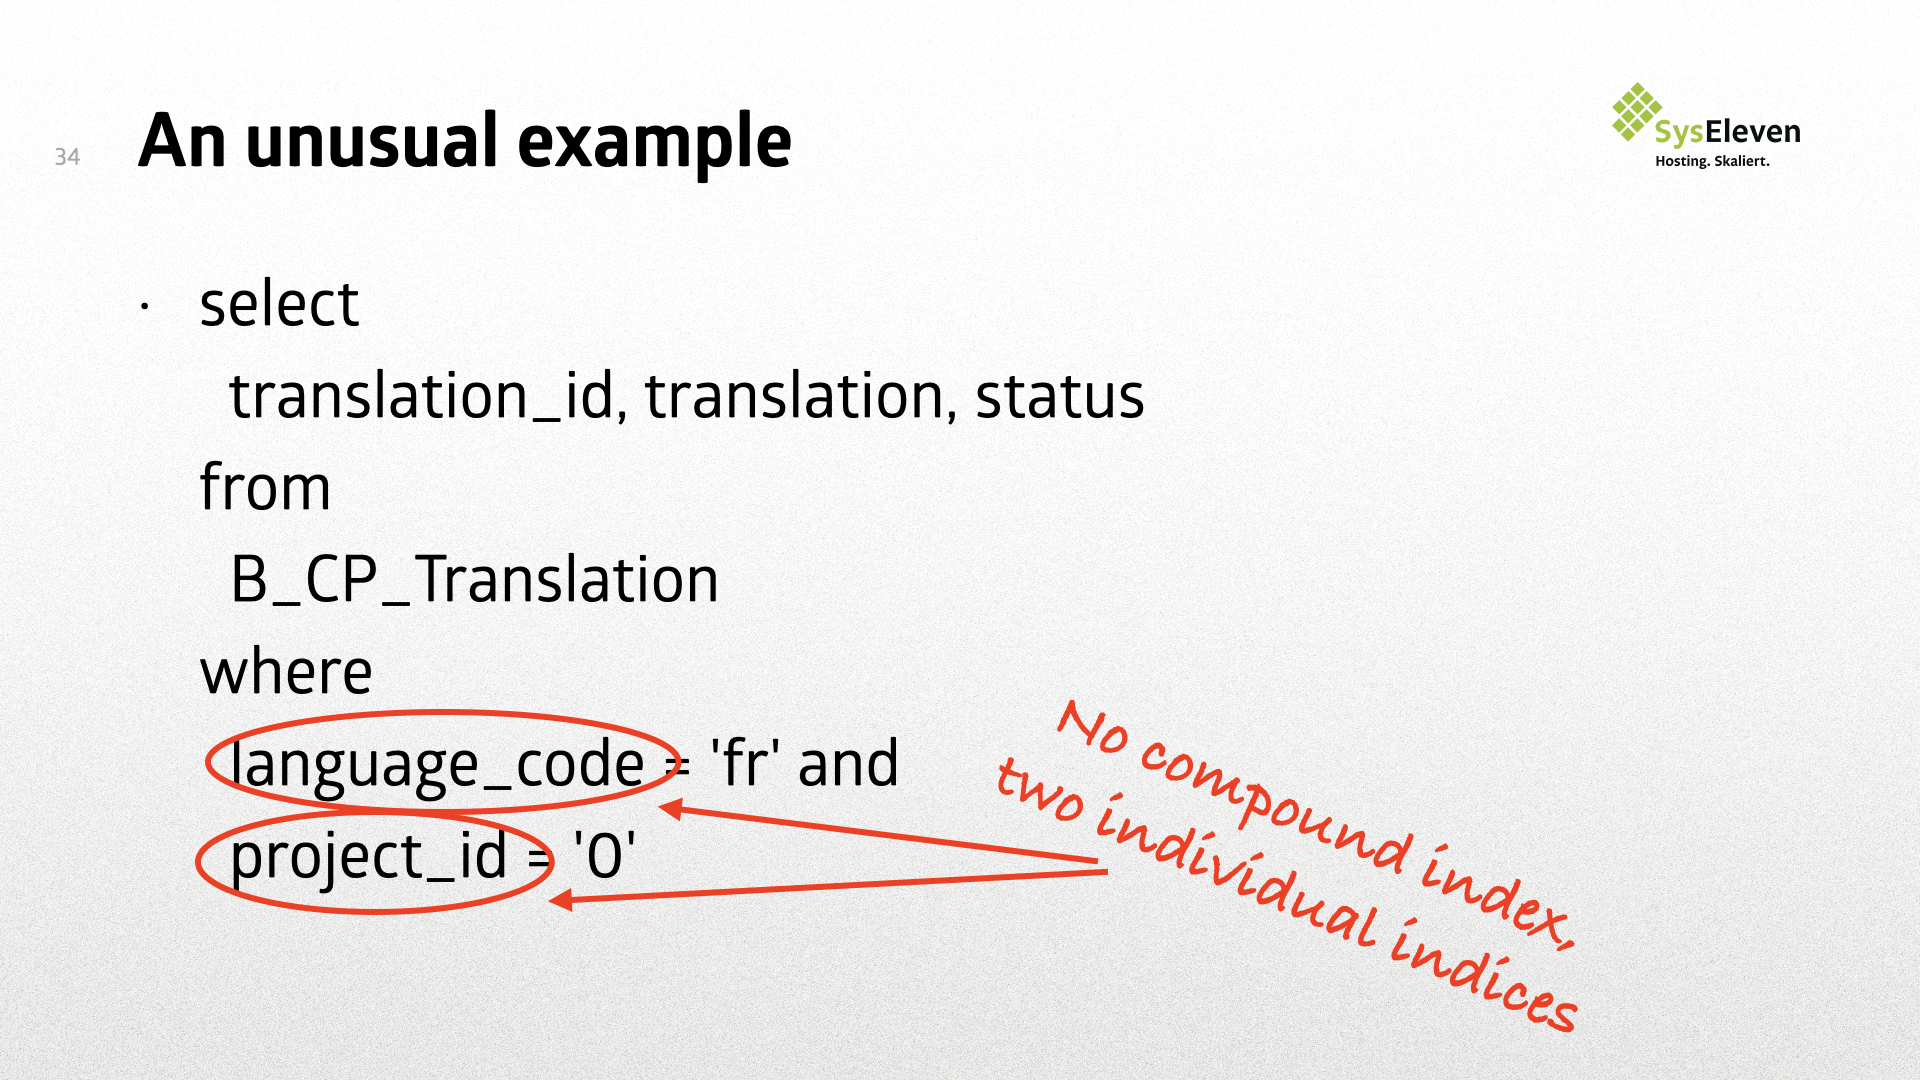 34
An unusual example
SysEleven
Hosting. Skaliert.
· select
translation_id, translation, status
from
B_CP_Translation
where
language_code = 'fr' and
project_id = '0'
No compound index,
two individual indices